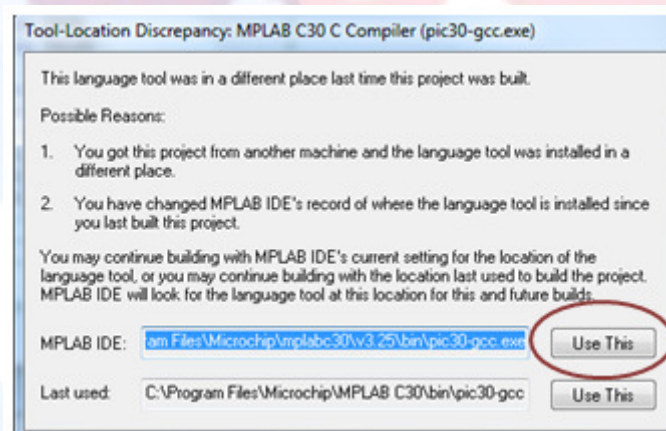 Tool-Location Discrepancy: MPLAB C30 C Compiler (pic30-gcc.exe)
This language tool was in a different place last time this project was built.
Possible Reasons:
1. You got this project from another machine and the language tool was installed in a
different place.
2. You have changed MPLAB IDE's record of where the language tool is installed since
you last built this project.
You may continue building with MPLAB IDE's current setting for the location of the
language tool, or you may continue building with the location last used to build the project.
MPLAB IDE will look for the language tool at this location for this and future builds.
MPLAB IDE: am Files\Microchip\mplabc30\v3.25\bin\pic30-gcc.exe Use This
Last used: C:\Program Files\Microchip\MPLAB C30\bin\pic30-gcc Use This